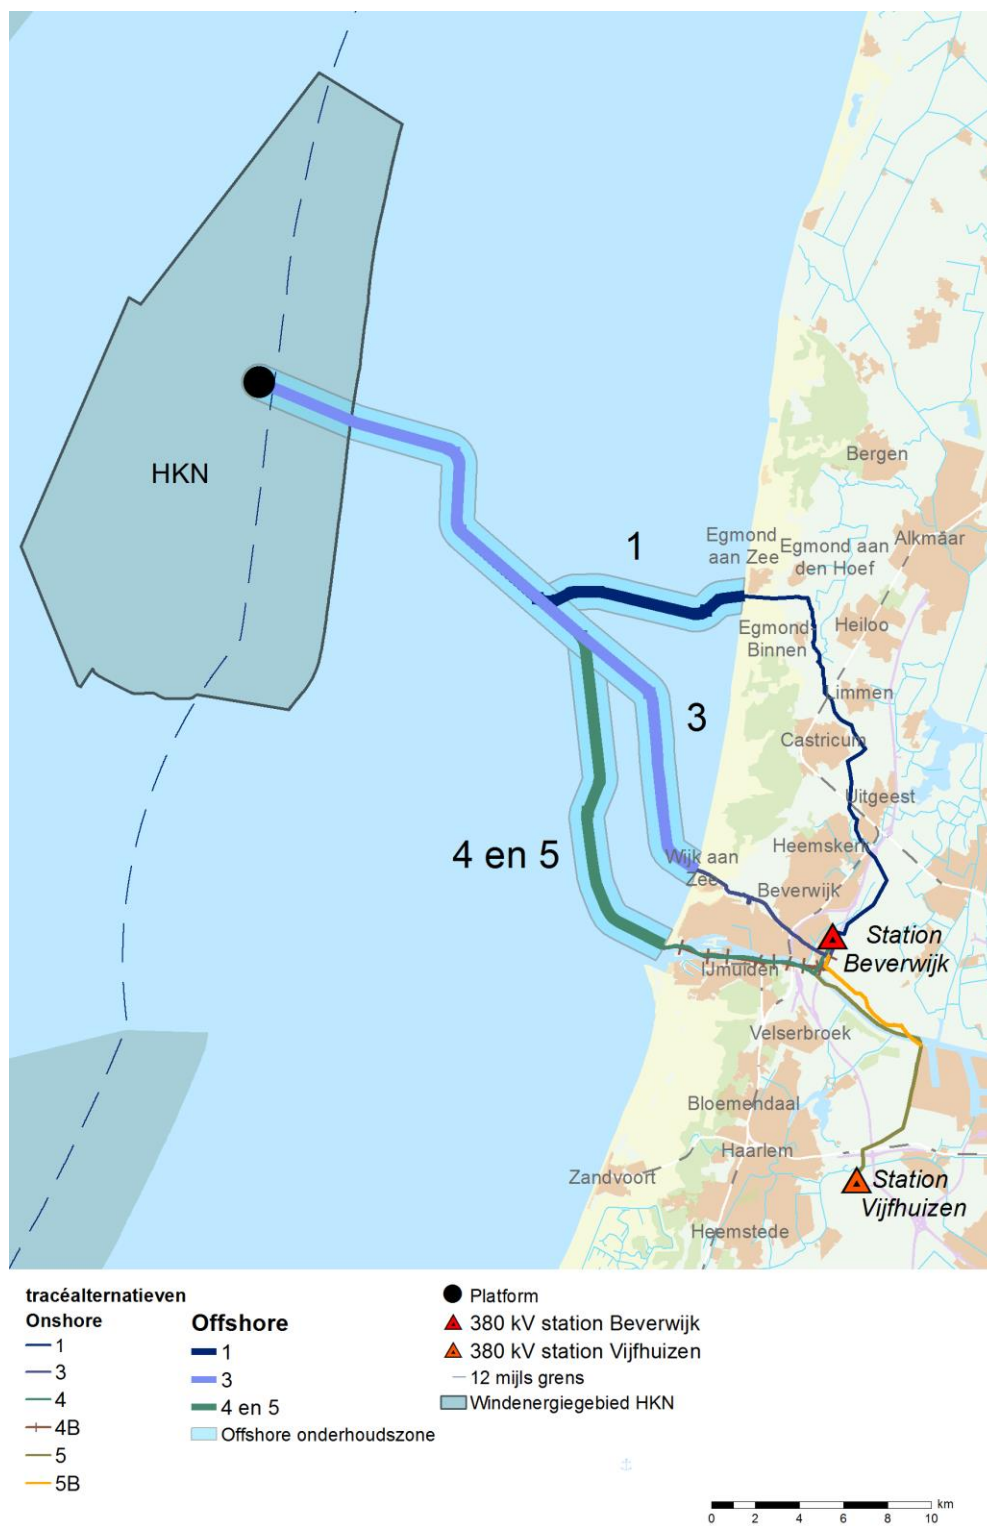 Bergen
Egmond
aan Zee
Egmond aan
den Hoef
Alkmaar
HKN
1
Egmond-
Binnen
Heiloo
Limmen
3
Castricum
Uitgeest
4 en 5
Wijk aan
Zee
Heemskerk
Beverwijk
Station
Beverwijk
IJmuiden
Velserbroek
Bloemendaal
Haarlem
Zandvoort
Station
Vijfhuizen
Heemstede
tracéalternatieven
Onshore
1
3
4
4B
5
5B
Offshore
1
3
4 en 5
Offshore onderhoudszone
Platform
380 kV station Beverwijk
380 kV station Vijfhuizen
12 mijls grens
Windenergiegebied HKN
km
0 2 4 6 8 10